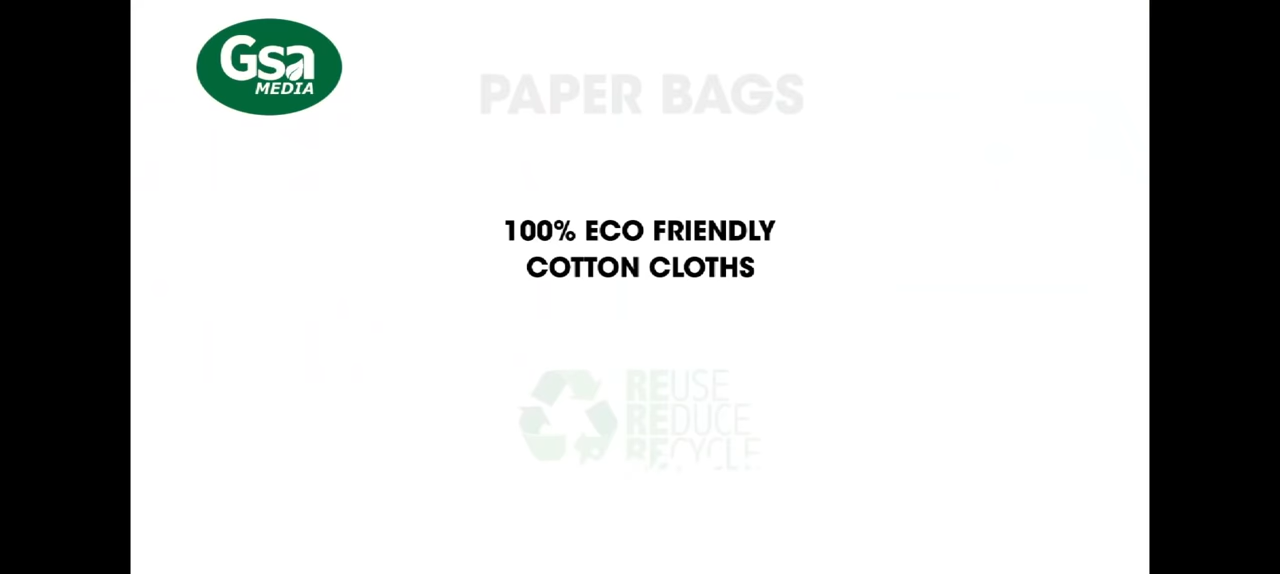 Gsa
MEDIA
PAPER BAGS
100% ECO FRIENDLY
COTTON CLOTHS
REUSE
REDUCE
RECYCLE